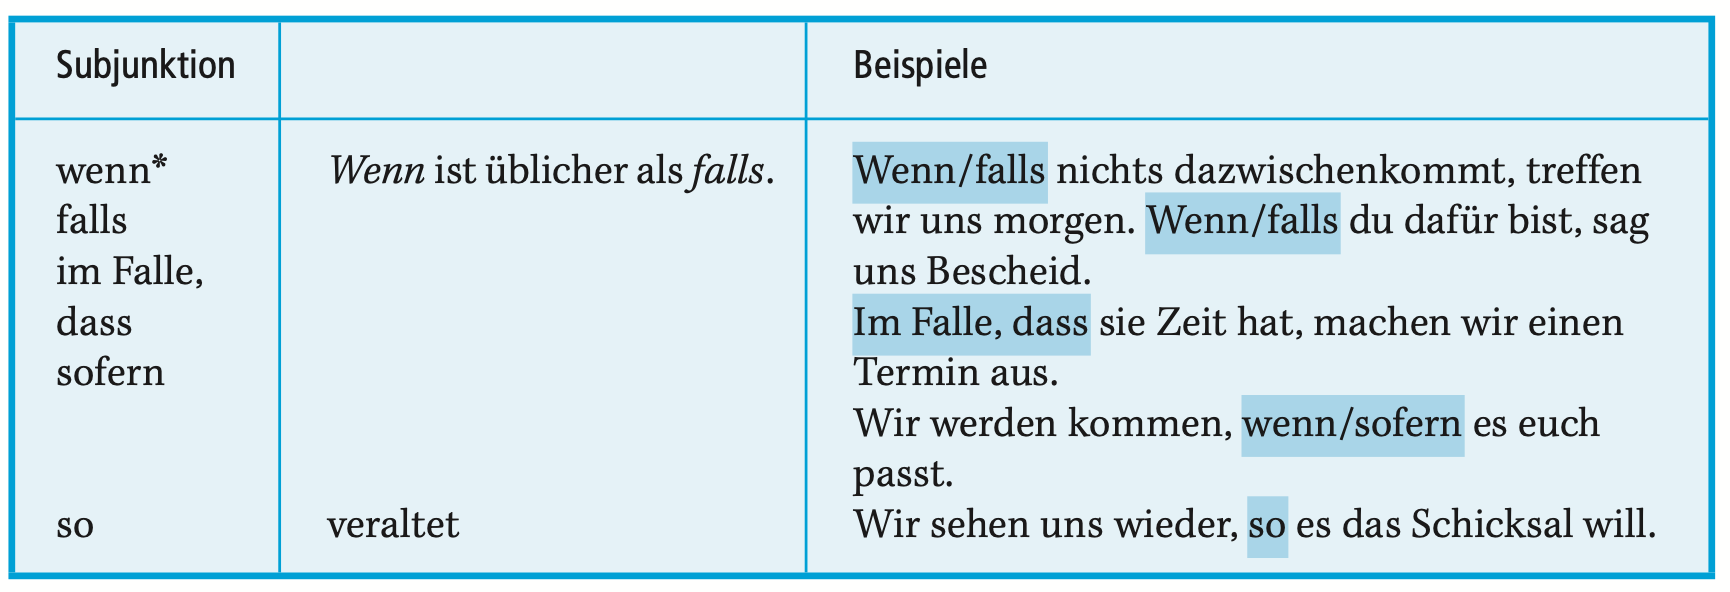 Subjunktion
Beispiele
wenn*
falls
im Falle,
dass
sofern
so
Wenn ist üblicher als falls.
veraltet
Wenn/falls nichts dazwischenkommt, treffen
wir uns morgen. Wenn/falls du dafür bist, sag
uns Bescheid.
Im Falle, dass sie Zeit hat, machen wir einen
Termin aus.
Wir werden kommen, wenn/sofern es euch
passt.
Wir sehen uns wieder, so es das Schicksal will.